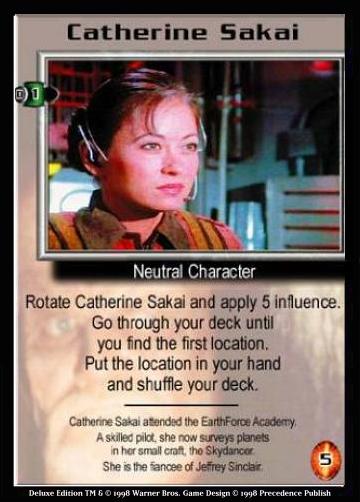 Catherine Sakai
1
Neutral Character
Rotate Catherine Sakai and apply 5 influence.
Go through your deck until
you find the first location.
Put the location in your hand
and shuffle your deck.
Catherine Sakai attended the EarthForce Academy.
A skilled pilot, she now surveys planets
in her small craft, the Skydancer.
She is the fiancee of Jeffrey Sinclair.
5
Deluxe Edition TM & © 1998 Warner Bros. Game Design © 1998 Precedence Publish